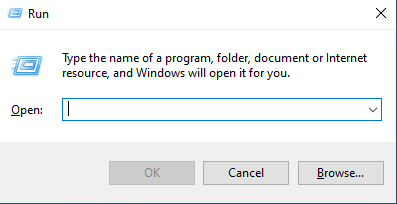 Run
Type the name of a program, folder, document or Internet
resource, and Windows will open it for you.
Open:
OK Cancel Browse...